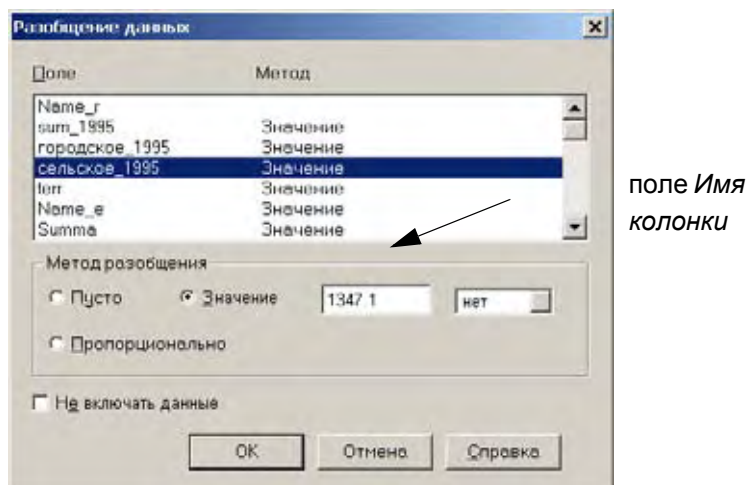 Разобщение данных
Поле Метод
Name_r
sum_1995 Значение
городское_1995 Значение
сельское_1995 Значение
terr Значение
Name_e Значение
Summa Значение
поле Имя
колонки
Метод разобщения
Пусто Значение 1347.1 нет
Пропорционально
Не включать данные
OK Отмена Справка